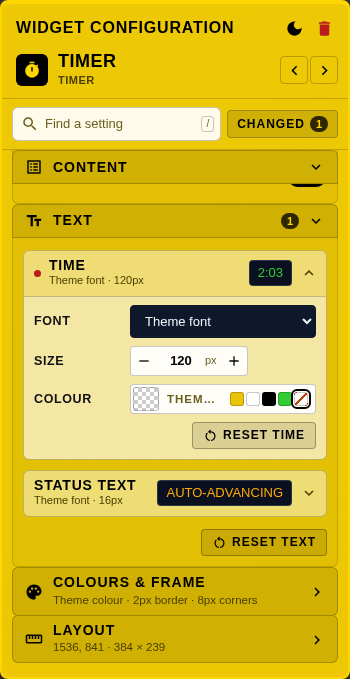 WIDGET CONFIGURATION
TIMER
TIMER
Find a setting /
CHANGED 1
CONTENT
TEXT 1
TIME
Theme font · 120px
2:03
FONT Theme font
SIZE 120 px
COLOUR THEM...
RESET TIME
STATUS TEXT
Theme font · 16px
AUTO-ADVANCING
RESET TEXT
COLOURS & FRAME
Theme colour · 2px border · 8px corners
LAYOUT
1536, 841 · 384 × 239